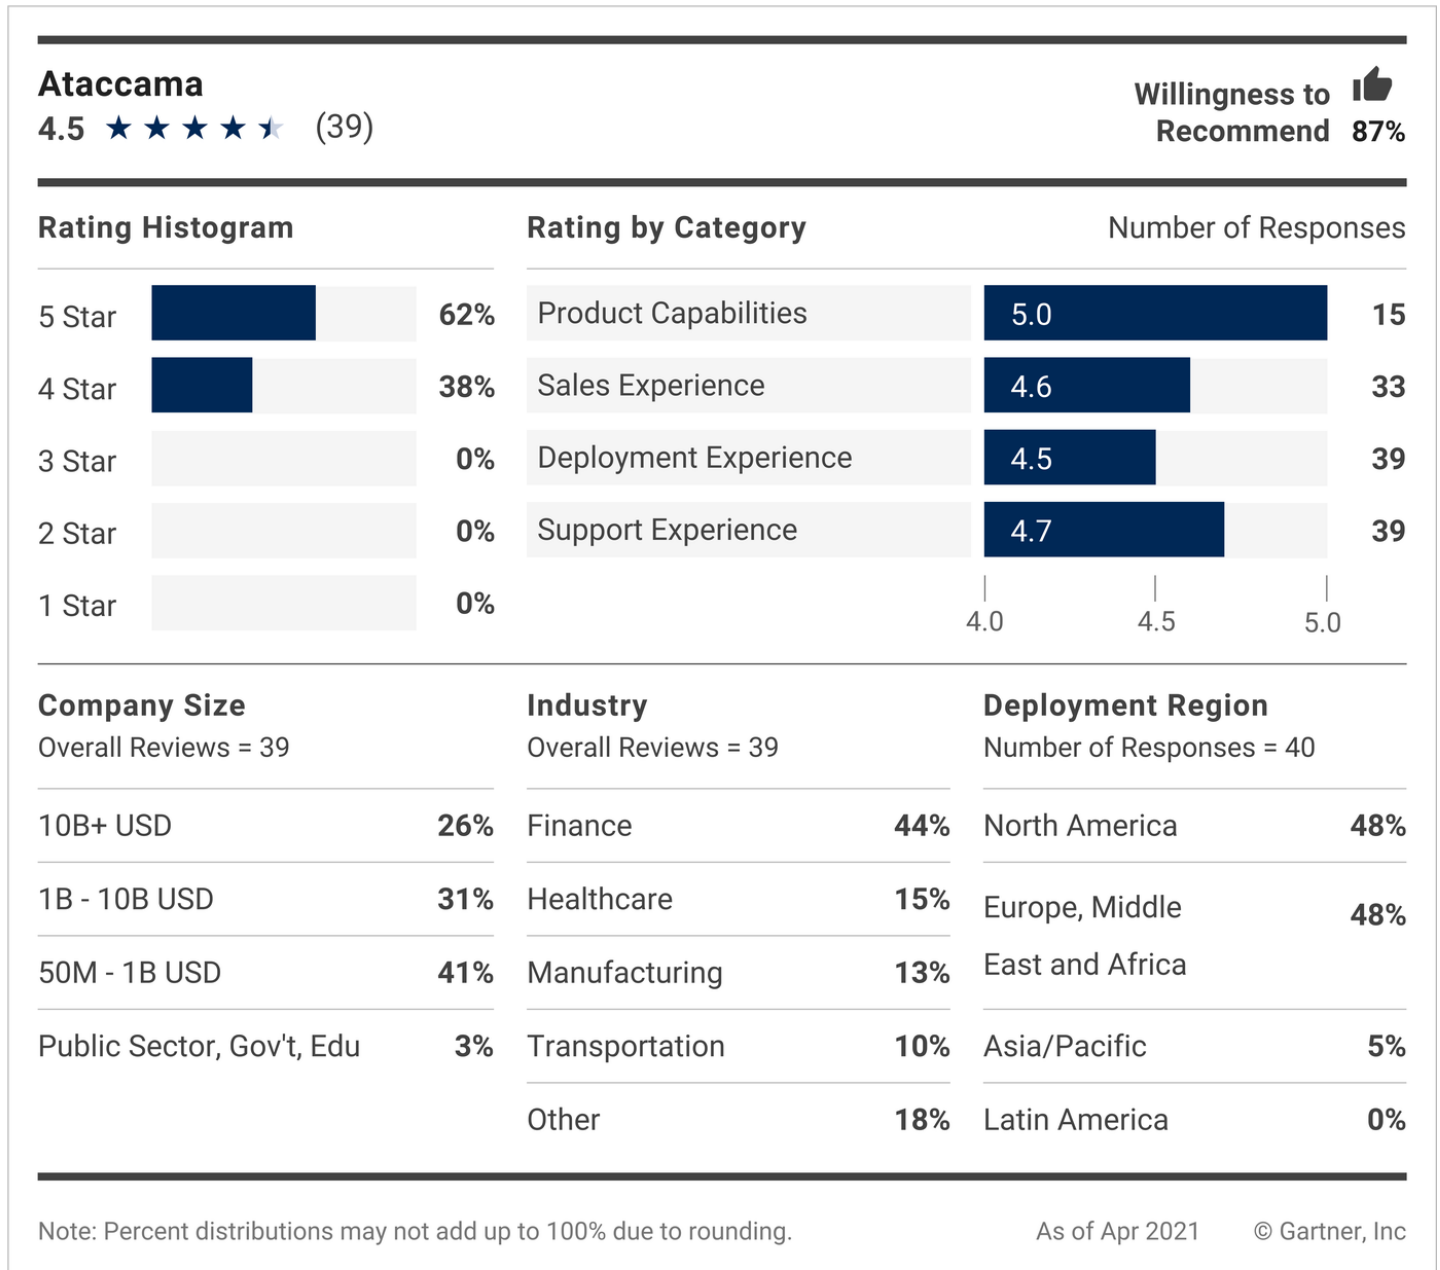 Ataccama
4.5 (39)
Willingness to
Recommend 87%
Rating Histogram
5 Star 62%
4 Star 38%
3 Star 0%
2 Star 0%
1 Star 0%
Rating by Category Number of Responses
Product Capabilities 5.0 15
Sales Experience 4.6 33
Deployment Experience 4.5 39
Support Experience 4.7 39
4.0 4.5 5.0
Company Size
Overall Reviews = 39
10B+ USD 26%
1B - 10B USD 31%
50M - 1B USD 41%
Public Sector, Gov't, Edu 3%
Industry
Overall Reviews = 39
Finance 44%
Healthcare 15%
Manufacturing 13%
Transportation 10%
Other 18%
Deployment Region
Number of Responses = 40
North America 48%
Europe, Middle 48%
East and Africa
Asia/Pacific 5%
Latin America 0%
Note: Percent distributions may not add up to 100% due to rounding. As of Apr 2021 © Gartner, Inc